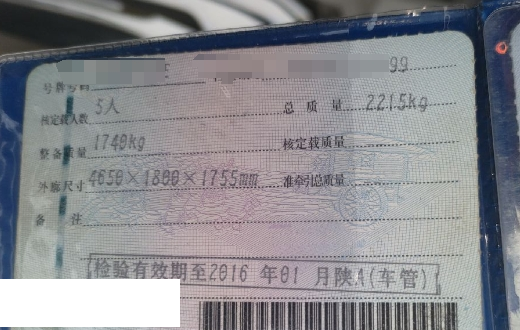 号牌号码 99
核定载人数 5人 总质量 2215kg
整备质量 1740kg 核定载质量
外廓尺寸 4650×1800×1755mm 准牵引总质量
备注
检验有效期至2016 年01 月陕A(车管)